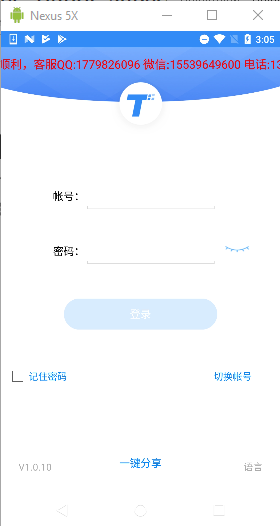 Nexus 5X
3:05
顺利，客服QQ:1779826096 微信:15539649600 电话:13
T
帐号：
密码：
登录
记住密码 切换帐号
一键分享
V1.0.10 语言